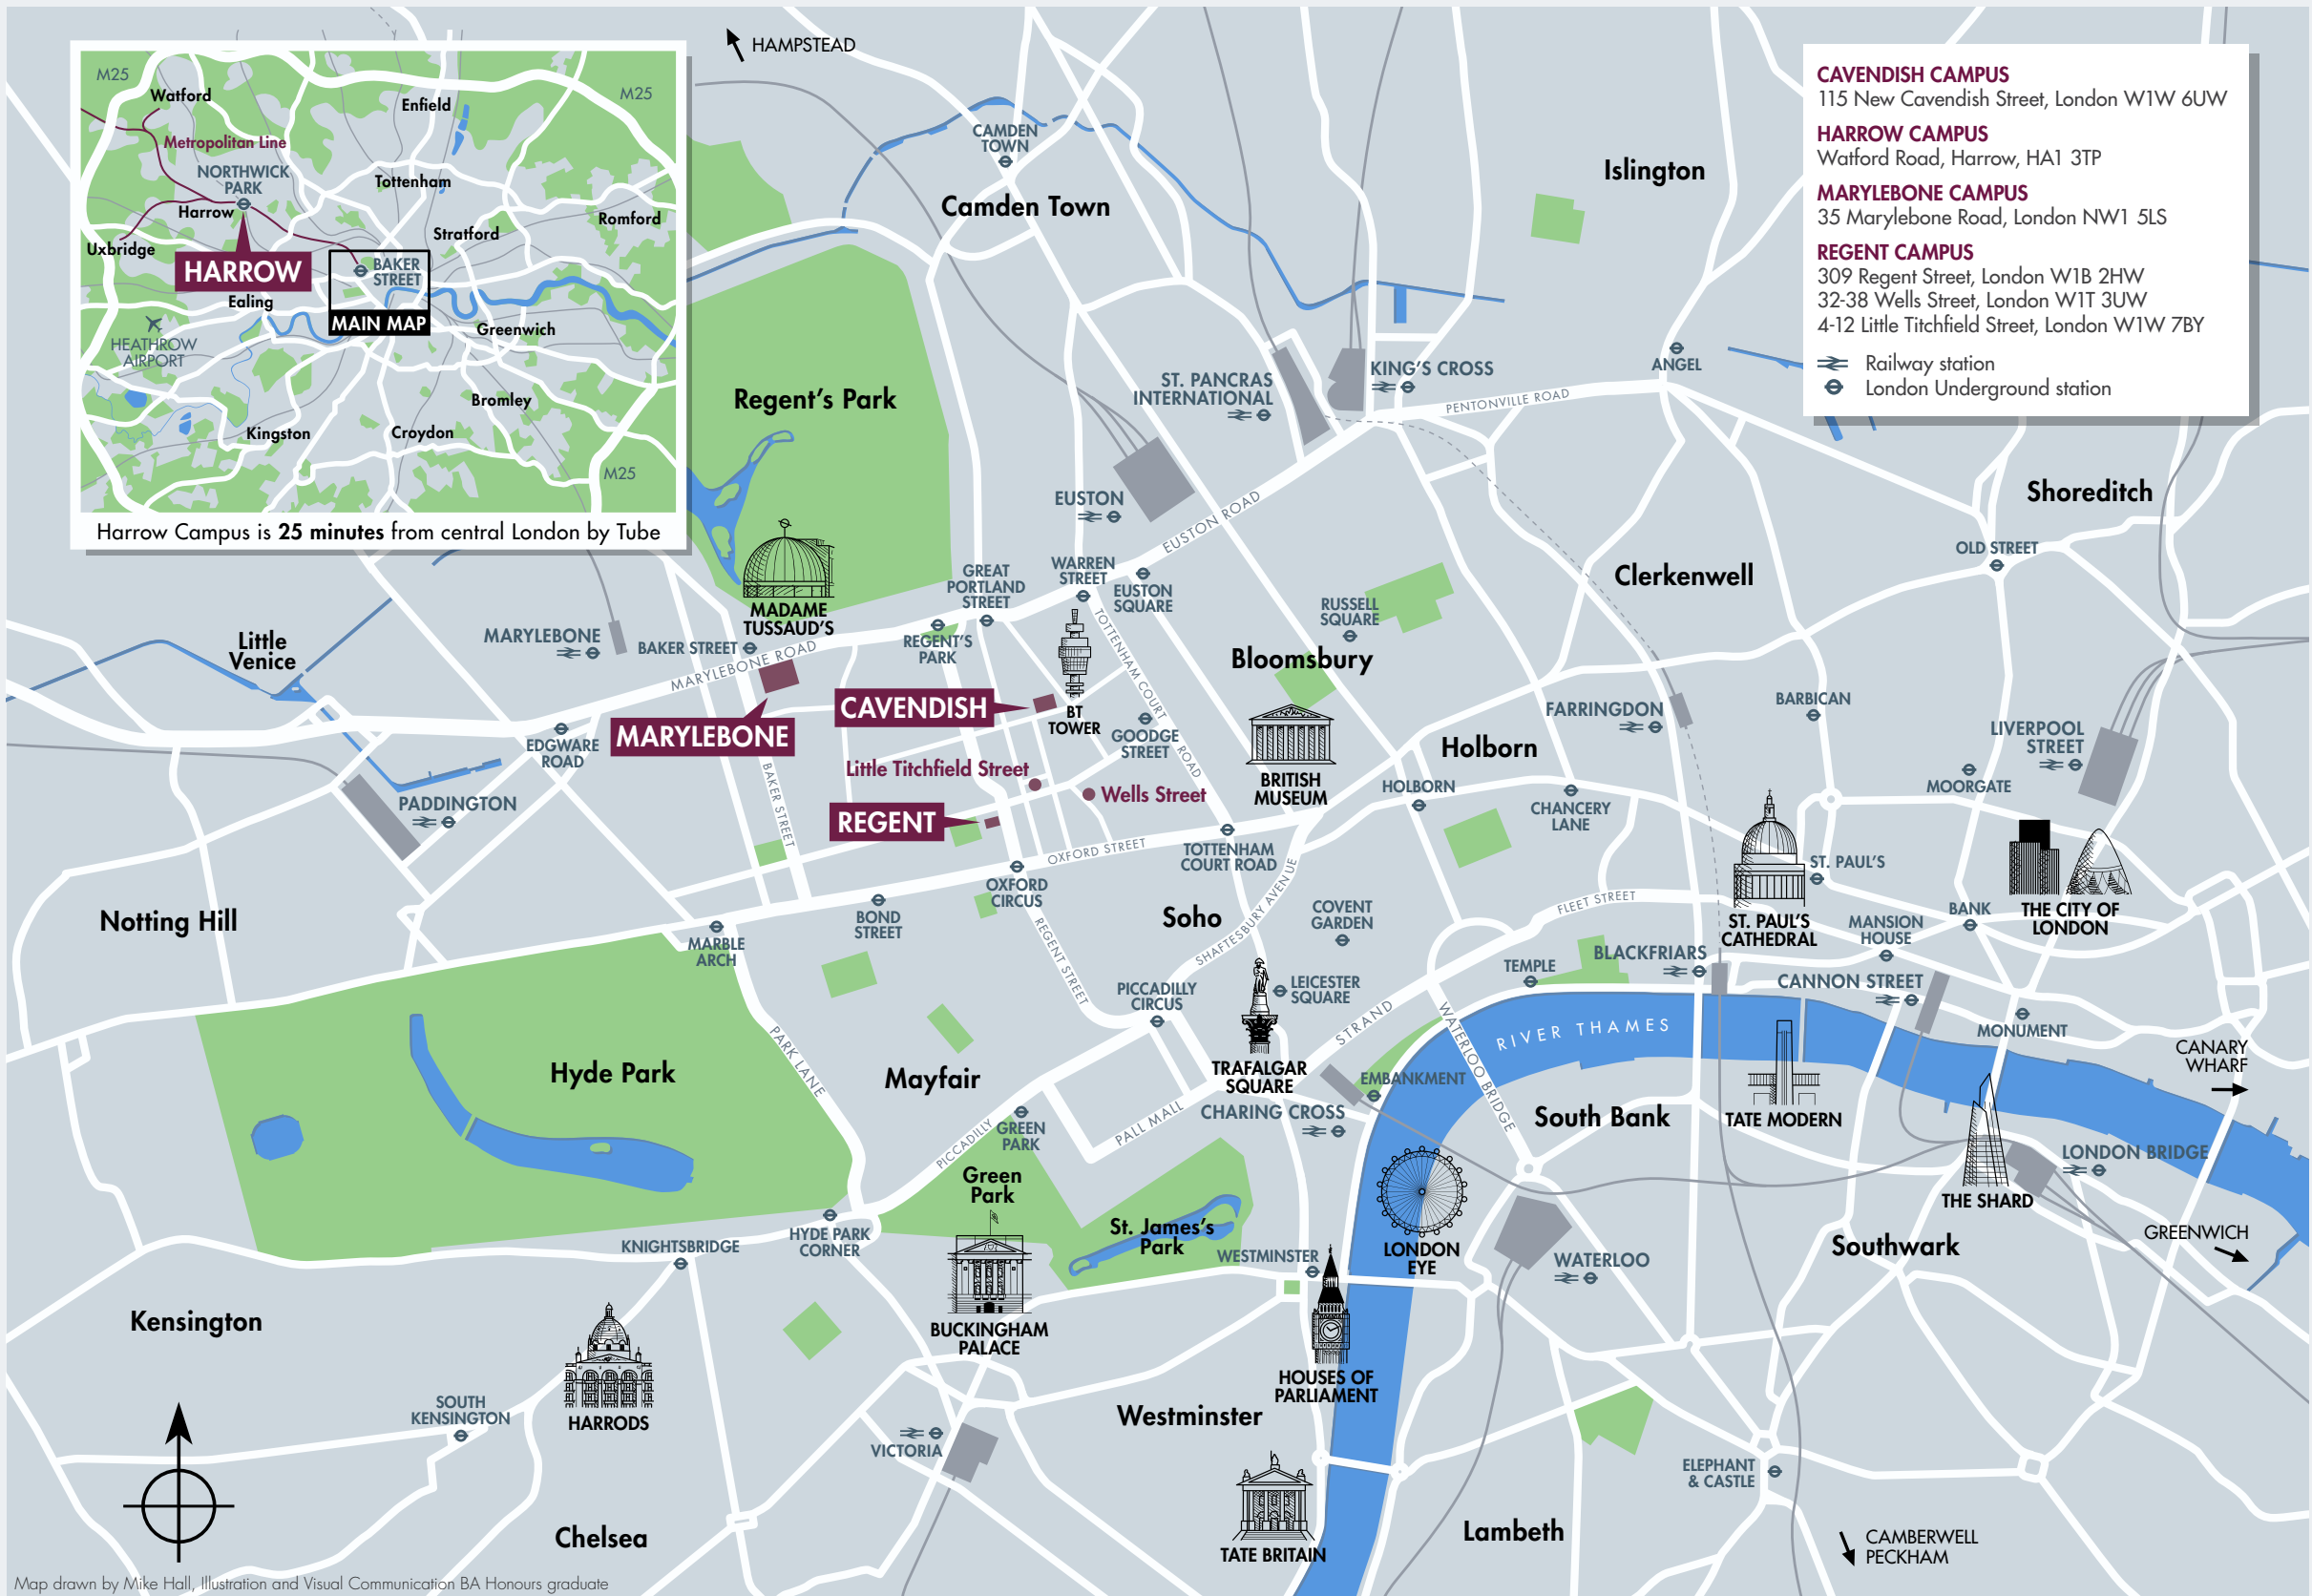 HAMPSTEAD
M25
Watford
Enfield
M25
Metropolitan Line
NORTHWICK
PARK
Tottenham
Harrow
Romford
Uxbridge
Stratford
HARROW
BAKER
STREET
Ealing
MAIN MAP
Greenwich
HEATHROW
AIRPORT
Bromley
Kingston
Croydon
M25
Harrow Campus is 25 minutes from central London by Tube
CAVENDISH CAMPUS
115 New Cavendish Street, London W1W 6UW
HARROW CAMPUS
Watford Road, Harrow, HA1 3TP
MARYLEBONE CAMPUS
35 Marylebone Road, London NW1 5LS
REGENT CAMPUS
309 Regent Street, London W1B 2HW
32-38 Wells Street, London W1T 3UW
4-12 Little Titchfield Street, London W1W 7BY
Railway station
London Underground station
CAMDEN
TOWN
Camden Town
Islington
ANGEL
KING'S CROSS
ST. PANCRAS
INTERNATIONAL
PENTONVILLE ROAD
Regent's Park
EUSTON
EUSTON ROAD
Shoreditch
OLD STREET
Clerkenwell
GREAT
PORTLAND
STREET
WARREN
STREET
EUSTON
SQUARE
RUSSELL
SQUARE
MADAME
TUSSAUD'S
Little
Venice
MARYLEBONE
BAKER STREET
MARYLEBONE ROAD
REGENT'S
PARK
TOTTENHAM COURT ROAD
Bloomsbury
CAVENDISH
BT
TOWER
MARYLEBONE
EDGWARE
ROAD
GOODGE
STREET
FARRINGDON
BARBICAN
LIVERPOOL
STREET
Holborn
Little Titchfield Street
Wells Street
BRITISH
MUSEUM
HOLBORN
CHANCERY
LANE
MOORGATE
PADDINGTON
BAKER STREET
REGENT
OXFORD STREET
TOTTENHAM
COURT ROAD
ST. PAUL'S
OXFORD
CIRCUS
BOND
STREET
MARBLE
ARCH
Notting Hill
Soho
SHAFTESBURY AVENUE
COVENT
GARDEN
FLEET STREET
ST. PAUL'S
CATHEDRAL
MANSION
HOUSE
BANK
THE CITY OF
LONDON
REGENT STREET
BLACKFRIARS
TEMPLE
CANNON STREET
PICCADILLY
CIRCUS
LEICESTER
SQUARE
STRAND
WATERLOO BRIDGE
RIVER THAMES
MONUMENT
CANARY
WHARF
PARK LANE
Hyde Park
Mayfair
TRAFALGAR
SQUARE
EMBANKMENT
CHARING CROSS
South Bank
TATE MODERN
PICCADILLY
GREEN
PARK
PALL MALL
Green
Park
LONDON BRIDGE
THE SHARD
St. James's
Park
GREENWICH
HYDE PARK
CORNER
KNIGHTSBRIDGE
WESTMINSTER
LONDON
EYE
WATERLOO
Southwark
Kensington
BUCKINGHAM
PALACE
HOUSES OF
PARLIAMENT
HARRODS
SOUTH
KENSINGTON
VICTORIA
Westminster
ELEPHANT
& CASTLE
Chelsea
TATE BRITAIN
Lambeth
CAMBERWELL
PECKHAM
Map drawn by Mike Hall, Illustration and Visual Communication BA Honours graduate